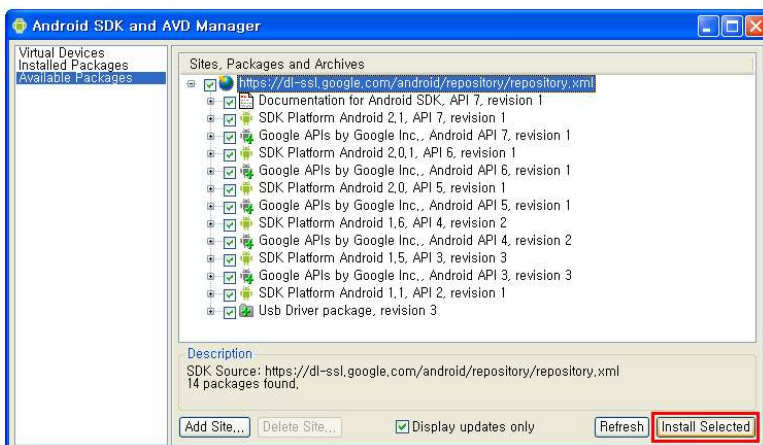 Android SDK and AVD Manager
Virtual Devices
Installed Packages
Available Packages
Sites, Packages and Archives
https://dl-ssl.google.com/android/repository/repository.xml
Documentation for Android SDK, API 7, revision 1
SDK Platform Android 2.1, API 7, revision 1
Google APIs by Google Inc., Android API 7, revision 1
SDK Platform Android 2.0.1, API 6, revision 1
Google APIs by Google Inc., Android API 6, revision 1
SDK Platform Android 2.0, API 5, revision 1
Google APIs by Google Inc., Android API 5, revision 1
SDK Platform Android 1.6, API 4, revision 2
Google APIs by Google Inc., Android API 4, revision 2
SDK Platform Android 1.5, API 3, revision 3
Google APIs by Google Inc., Android API 3, revision 3
SDK Platform Android 1.1, API 2, revision 1
Usb Driver package, revision 3
Description
SDK Source: https://dl-ssl.google.com/android/repository/repository.xml
14 packages found.
Add Site... Delete Site... Display updates only Refresh Install Selected